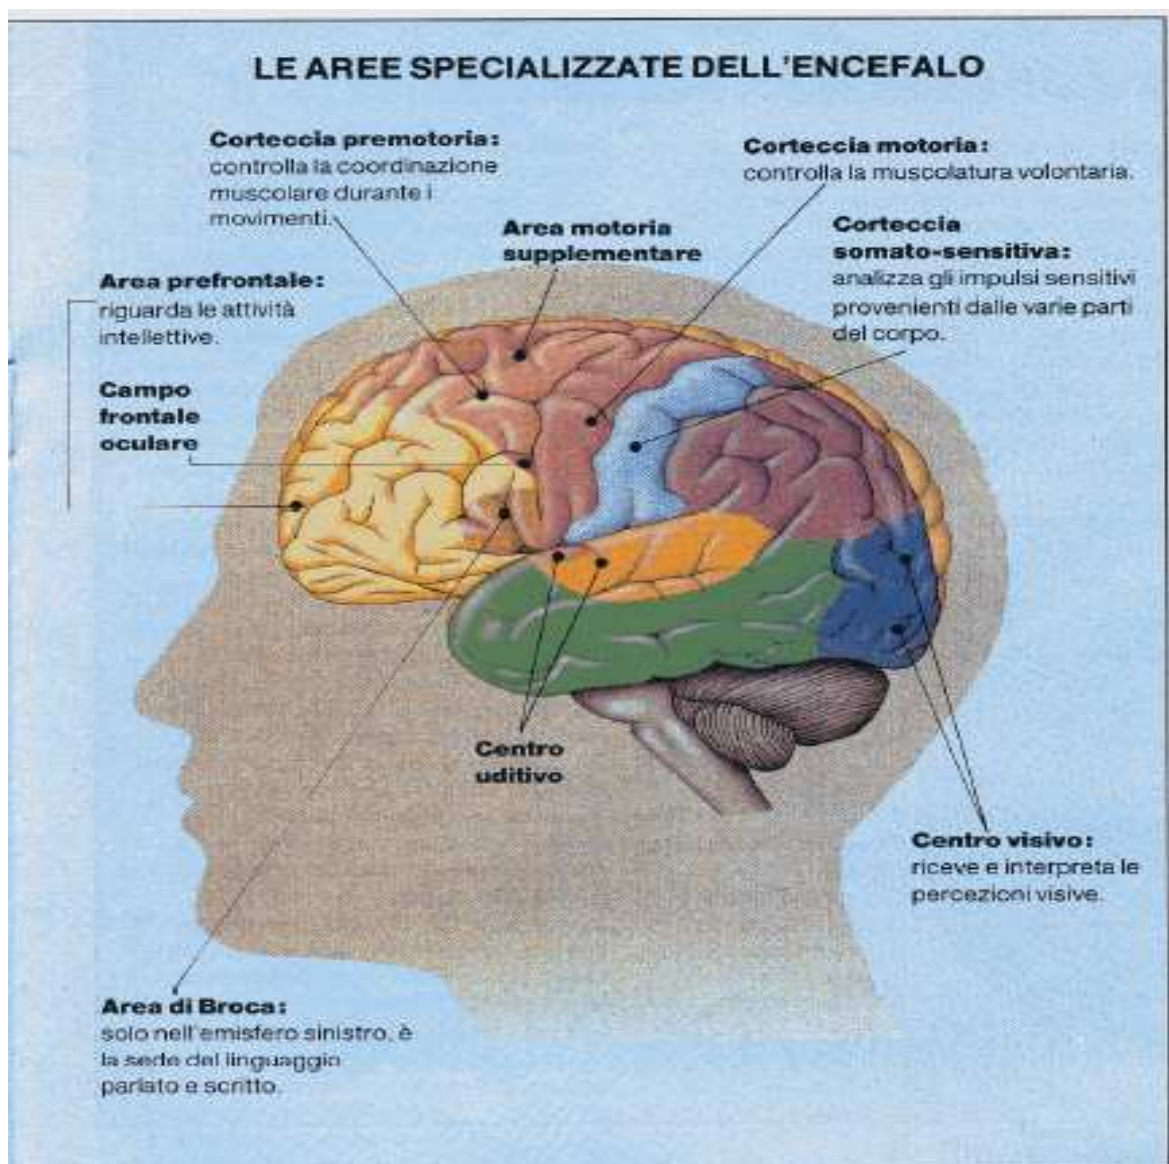 LE AREE SPECIALIZZATE DELL'ENCEFALO
Corteccia premotoria:
controlla la coordinazione
muscolare durante i
movimenti.
Corteccia motoria:
controlla la muscolatura volontaria.
Area motoria
supplementare
Corteccia
somato-sensitiva:
analizza gli impulsi sensitivi
provenienti dalle varie parti
del corpo.
Area prefrontale:
riguarda le attività
intellettive.
Campo
frontale
oculare
Centro
uditivo
Centro visivo:
riceve e interpreta le
percezioni visive.
Area di Broca:
solo nell'emisfero sinistro, è
la sede del linguaggio
parlato e scritto.